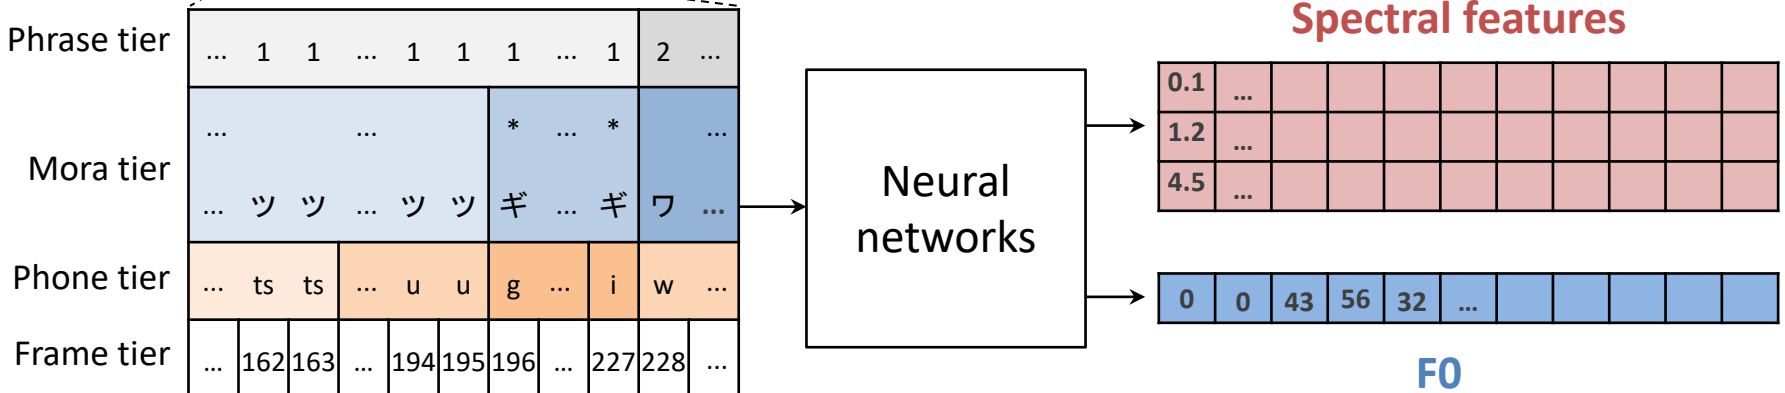 Phrase tier ... 1 1 ... 1 1 1 ... 1 2 ...
Mora tier
... ... * ... * ...
... ツ ツ ... ツ ツ ギ ... ギ ワ ...
Phone tier ... ts ts ... u u g ... i w ...
Frame tier ... 162 163 ... 194 195 196 ... 227 228 ...
Neural
networks
Spectral features
0.1 ...
1.2 ...
4.5 ...
0 0 43 56 32 ...
F0